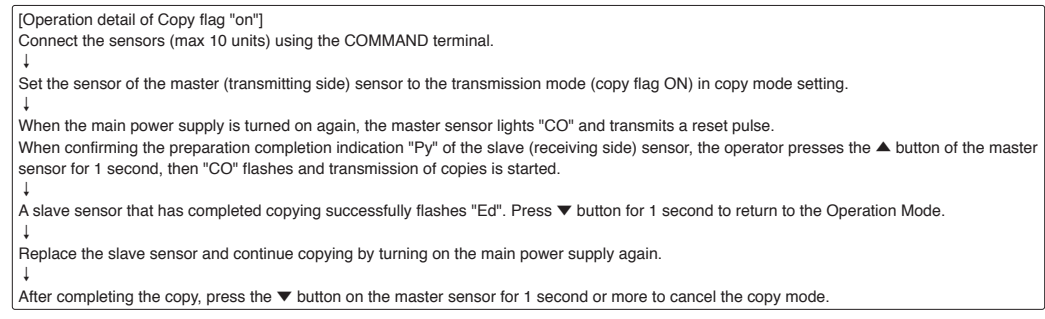 [Operation detail of Copy flag "on"]
Connect the sensors (max 10 units) using the COMMAND terminal.
↓
Set the sensor of the master (transmitting side) sensor to the transmission mode (copy flag ON) in copy mode setting.
↓
When the main power supply is turned on again, the master sensor lights "CO" and transmits a reset pulse.
When confirming the preparation completion indication "Py" of the slave (receiving side) sensor, the operator presses the ▲ button of the master
sensor for 1 second, then "CO" flashes and transmission of copies is started.
↓
A slave sensor that has completed copying successfully flashes "Ed". Press ▼ button for 1 second to return to the Operation Mode.
↓
Replace the slave sensor and continue copying by turning on the main power supply again.
↓
After completing the copy, press the ▼ button on the master sensor for 1 second or more to cancel the copy mode.